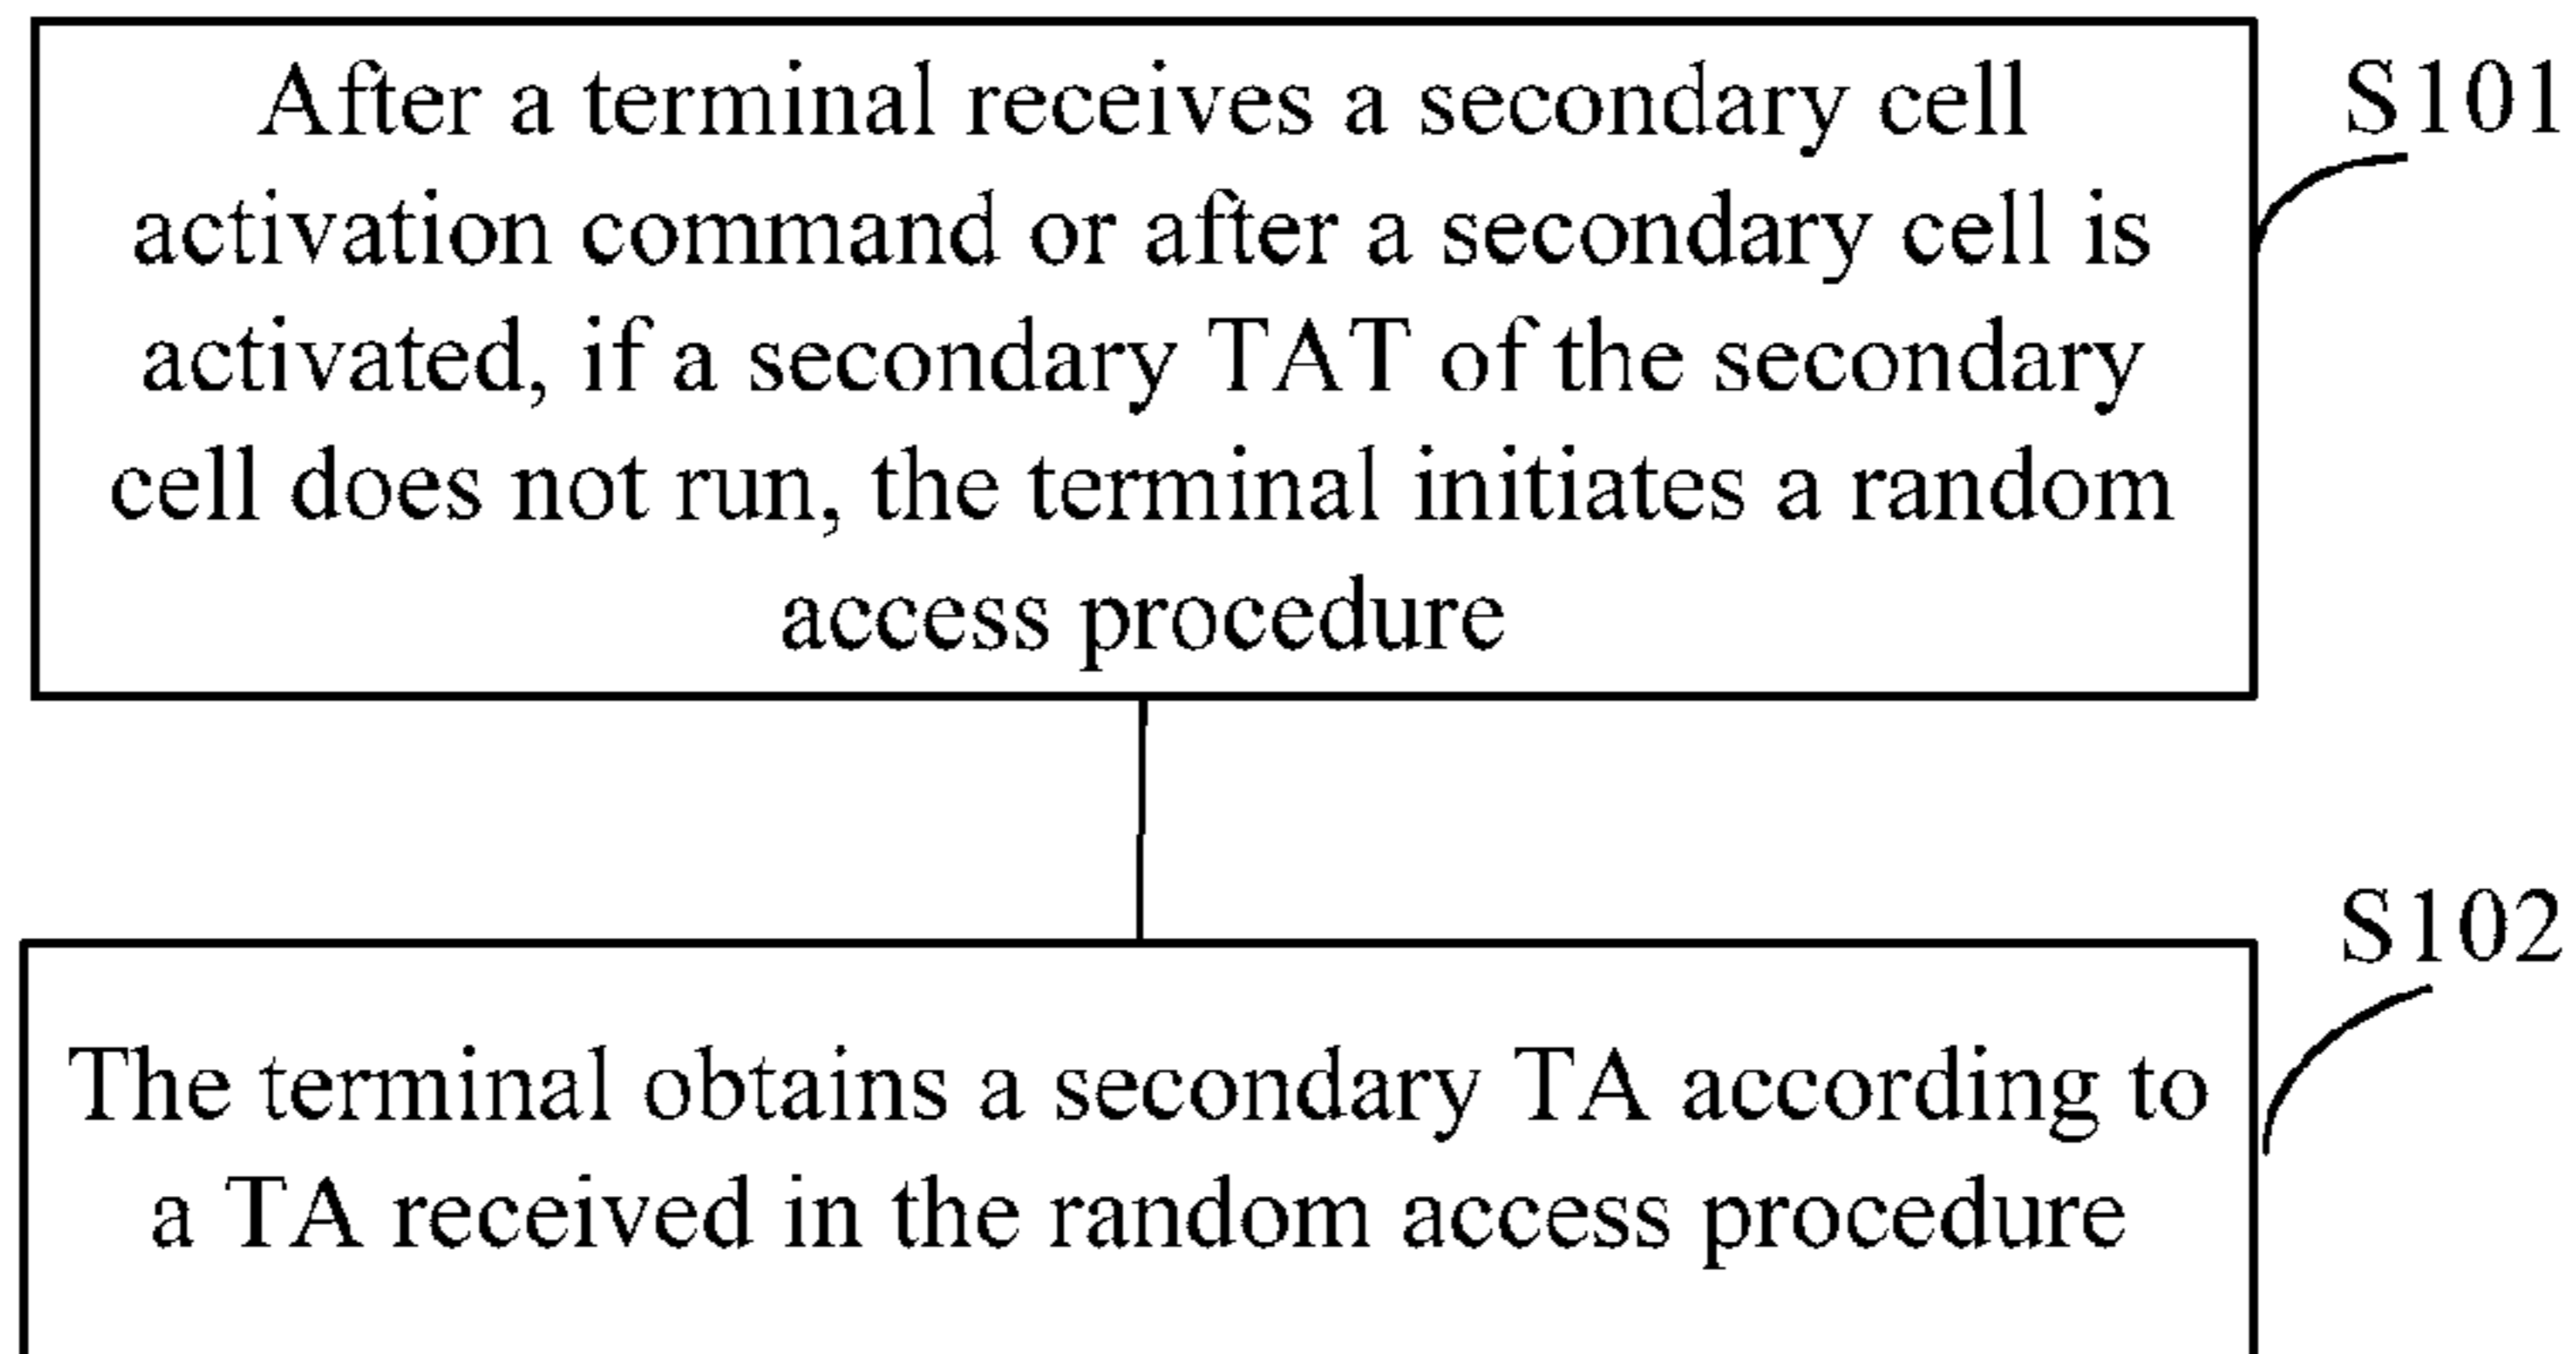 After a terminal receives a secondary cell
activation command or after a secondary cell is
activated, if a secondary TAT of the secondary
cell does not run, the terminal initiates a random
access procedure
S101
S102
The terminal obtains a secondary TA according to
a TA received in the random access procedure